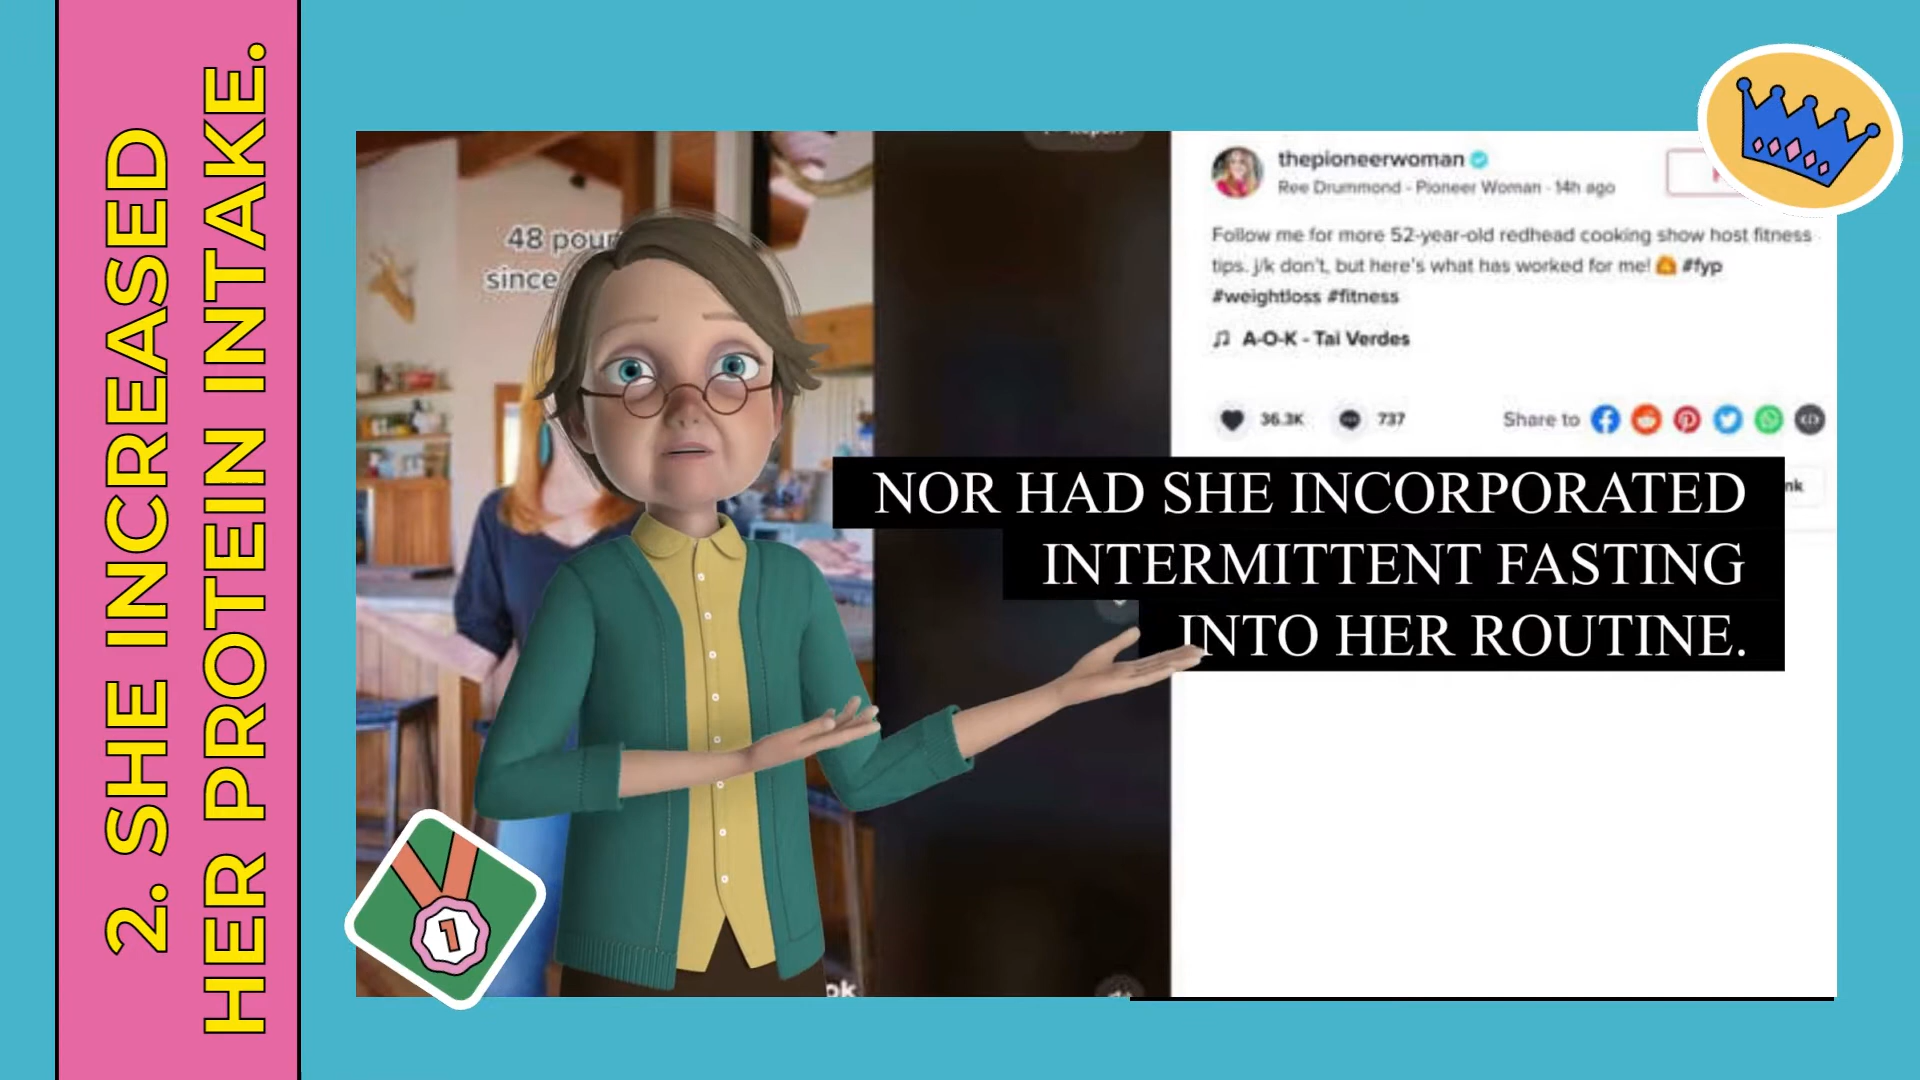 2. SHE INCREASED
HER PROTEIN INTAKE.
48
since
thepioneerwoman
Ree Drummond - Pioneer Woman · 14h ago
Follow me for more 52-year-old redhead cooking show host fitness
tips. j/k don't, but here's what has worked for me! #fyp
#weightloss #fitness
A-O-K - Tai Verdes
36.3K
737
Share to
NOR HAD SHE INCORPORATED
INTERMITTENT FASTING
INTO HER ROUTINE.
1